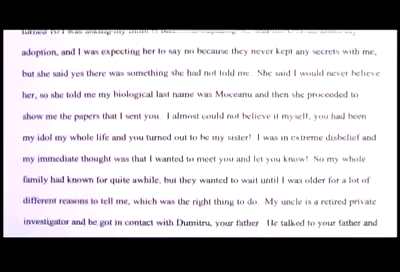 adoption, and I was expecting her to say no because they never kept any secrets with me,
but she said yes there was something she had not told me. She said I would never believe
her, so she told me my biological last name was Moceanu and then she proceeded to
show me the papers that I sent you. I almost could not believe it myself, you had been
my idol my whole life and you turned out to be my sister! I was in extreme disbelief and
my immediate thought was that I wanted to meet you and let you know! So my whole
family had known for quite awhile, but they wanted to wait until I was older for a lot of
different reasons to tell me, which was the right thing to do. My uncle is a retired private
investigator and he got in contact with Dumitru, your father. He talked to your father and